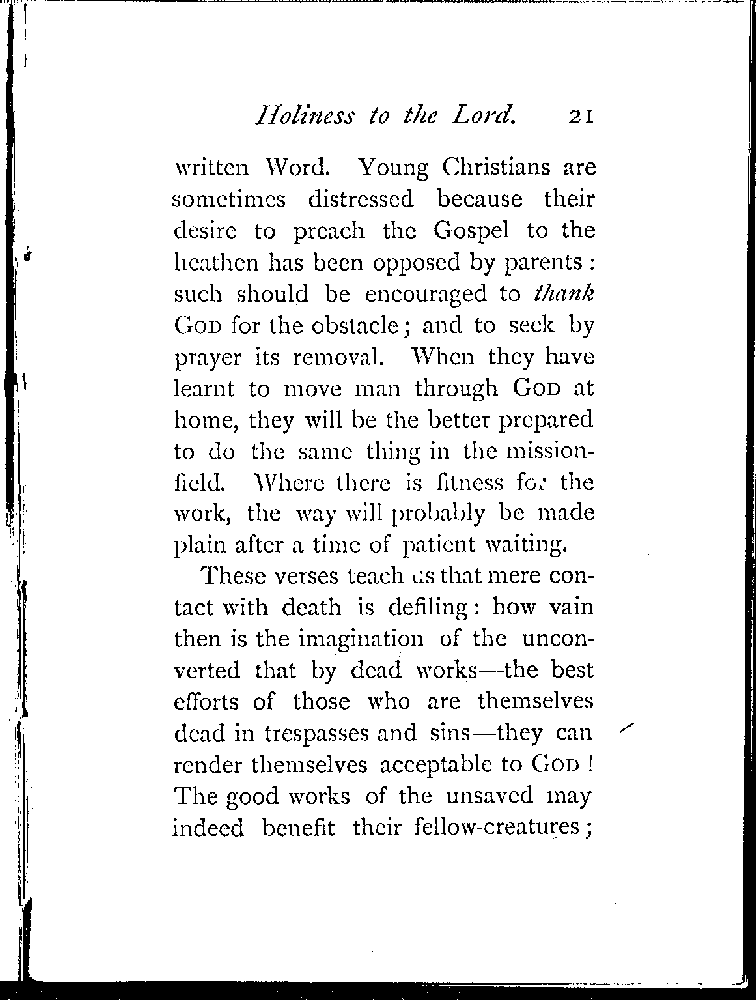 Holiness to the Lord. 21
written Word. Young Christians are
sometimes distressed because their
desire to preach the Gospel to the
heathen has been opposed by parents:
such should be encouraged to thank
GOD for the obstacle; and to seek by
prayer its removal. When they have
learnt to move man through GOD at
home, they will be the better prepared
to do the same thing in the mission-
field. Where there is fitness for the
work, the way will probably be made
plain after a time of patient waiting.
These verses teach us that mere con-
tact with death is defiling: how vain
then is the imagination of the uncon-
verted that by dead works—the best
efforts of those who are themselves
dead in trespasses and sins—they can
render themselves acceptable to GOD!
The good works of the unsaved may
indeed benefit their fellow-creatures;